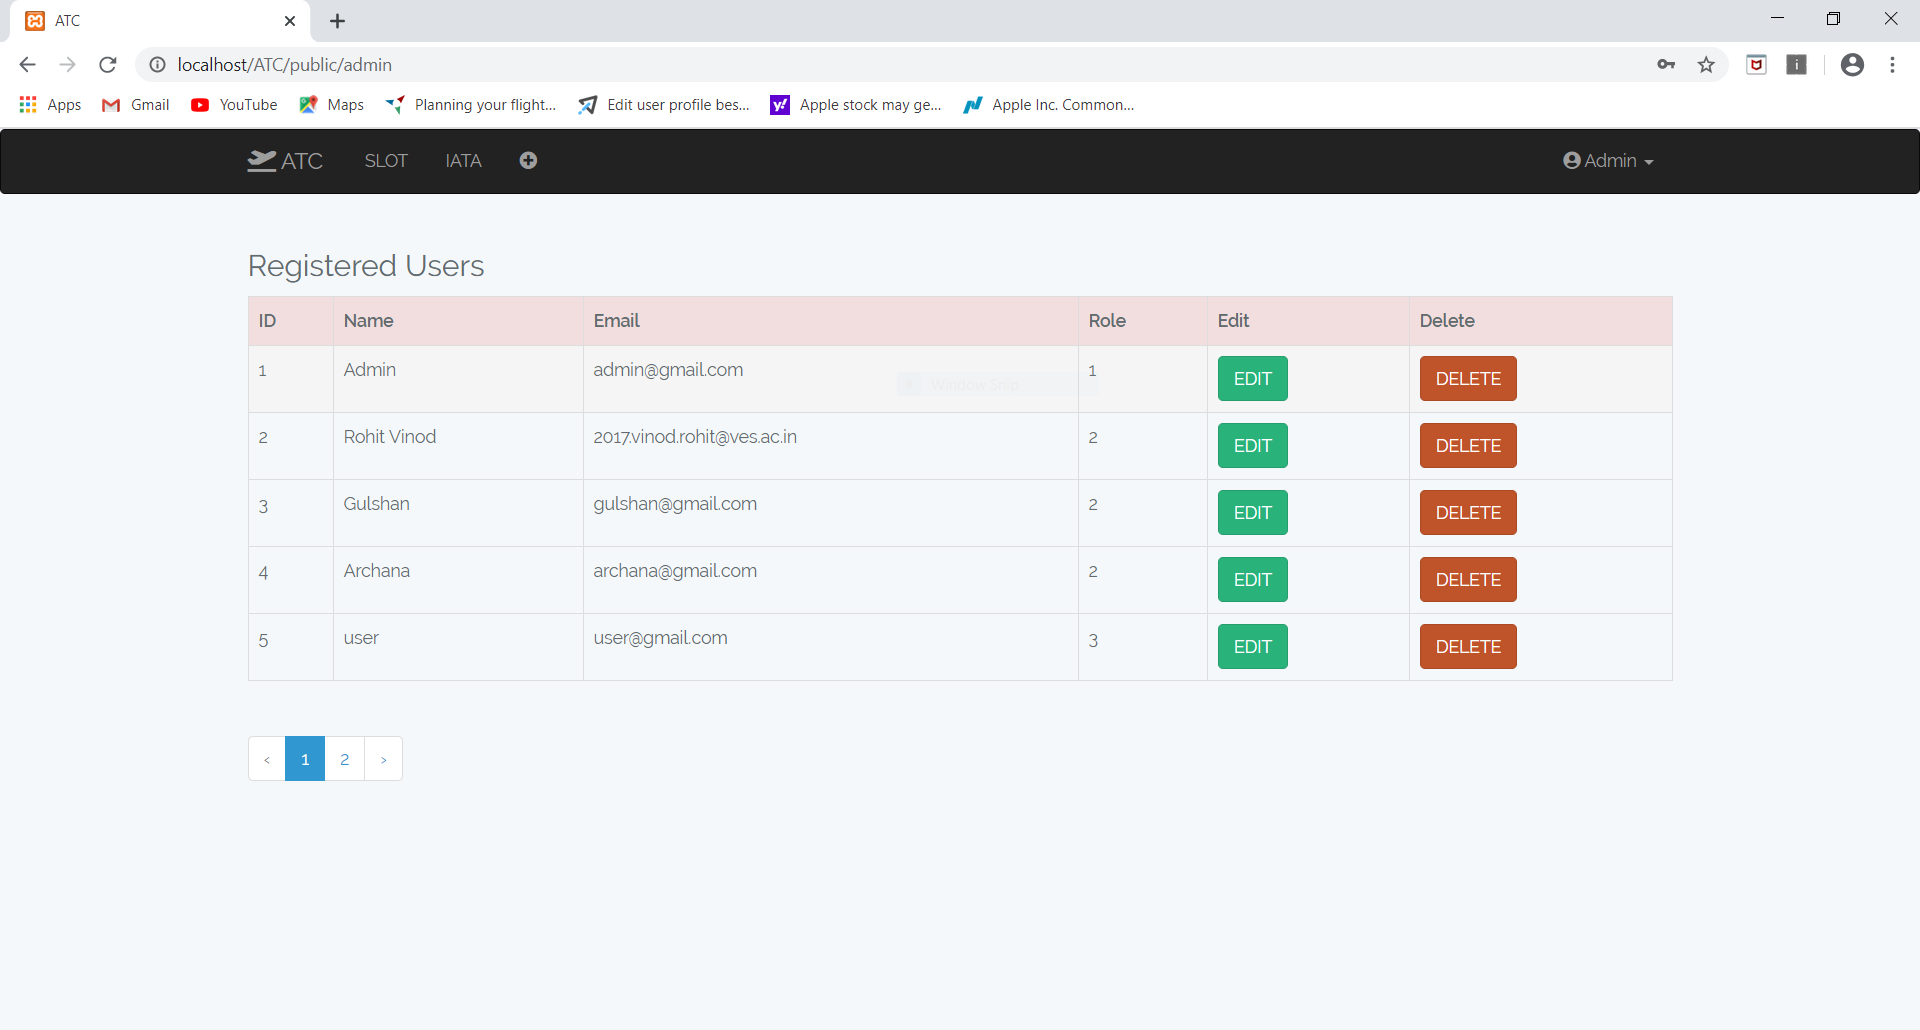 ATC
localhost/ATC/public/admin
Apps Gmail YouTube Maps Planning your flight... Edit user profile bes... Apple stock may ge... Apple Inc. Common...
ATC SLOT IATA Admin
Registered Users
ID Name Email Role Edit Delete
1 Admin admin@gmail.com 1 EDIT DELETE
Window Snip
2 Rohit Vinod 2017.vinod.rohit@ves.ac.in 2 EDIT DELETE
3 Gulshan gulshan@gmail.com 2 EDIT DELETE
4 Archana archana@gmail.com 2 EDIT DELETE
5 user user@gmail.com 3 EDIT DELETE
‹ 1 2 ›